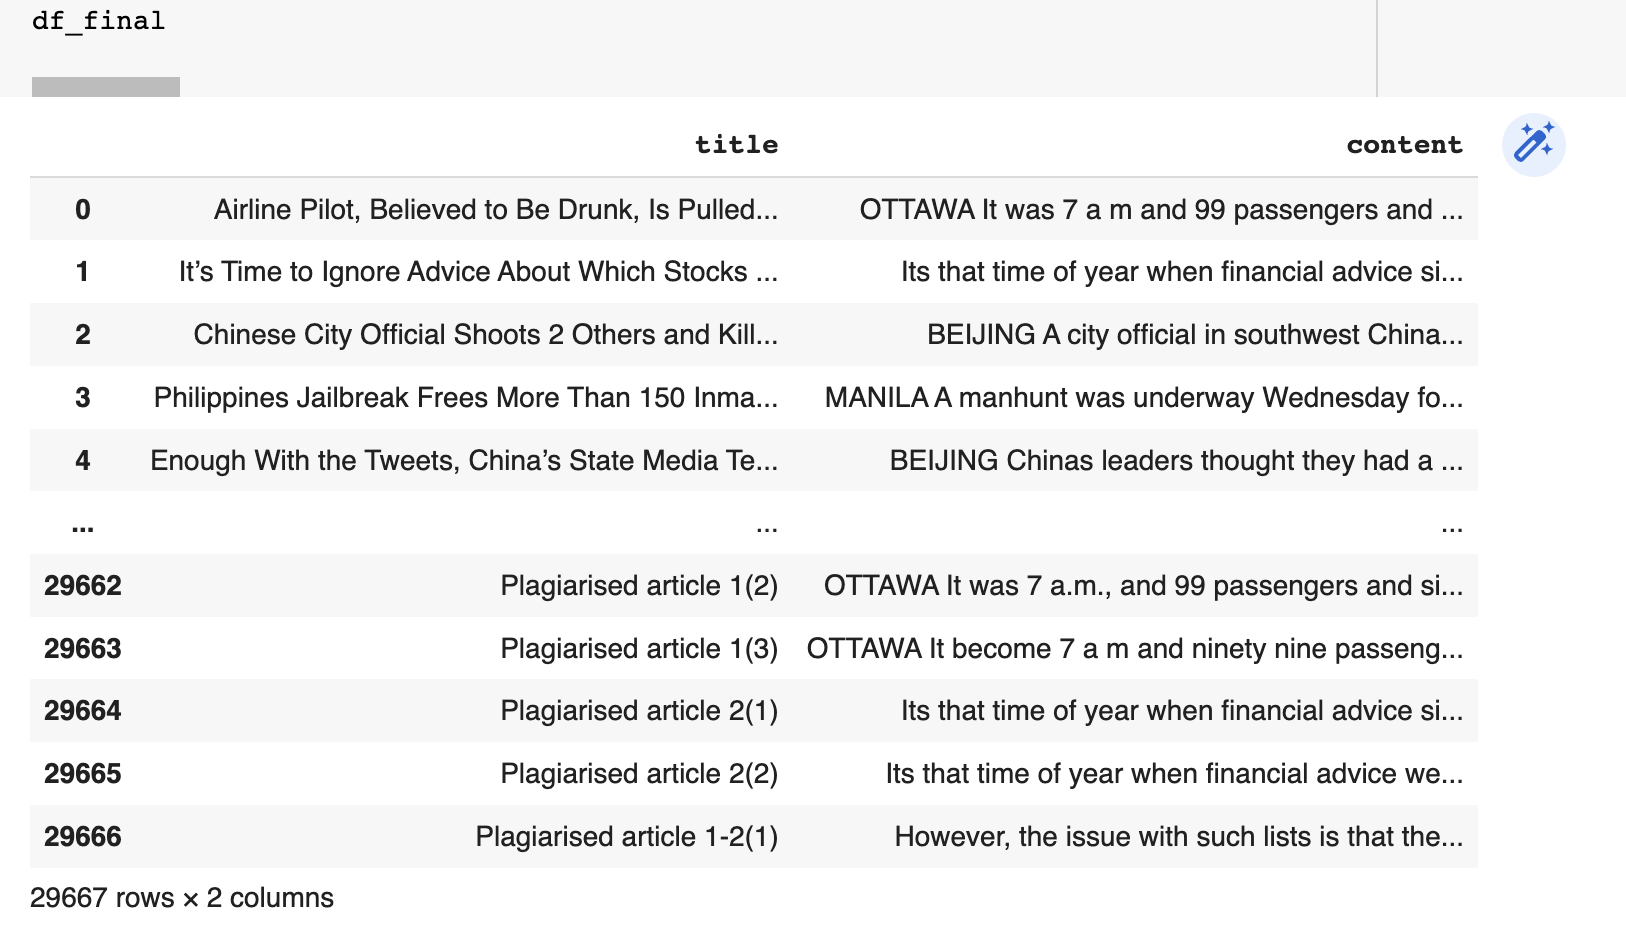 df_final
title content
0 Airline Pilot, Believed to Be Drunk, Is Pulled... OTTAWA It was 7 a m and 99 passengers and ...
1 It’s Time to Ignore Advice About Which Stocks ... Its that time of year when financial advice si...
2 Chinese City Official Shoots 2 Others and Kill... BEIJING A city official in southwest China...
3 Philippines Jailbreak Frees More Than 150 Inma... MANILA A manhunt was underway Wednesday fo...
4 Enough With the Tweets, China’s State Media Te... BEIJING Chinas leaders thought they had a ...
... ... ...
29662 Plagiarised article 1(2) OTTAWA It was 7 a.m., and 99 passengers and si...
29663 Plagiarised article 1(3) OTTAWA It become 7 a m and ninety nine passeng...
29664 Plagiarised article 2(1) Its that time of year when financial advice si...
29665 Plagiarised article 2(2) Its that time of year when financial advice we...
29666 Plagiarised article 1-2(1) However, the issue with such lists is that the...
29667 rows × 2 columns